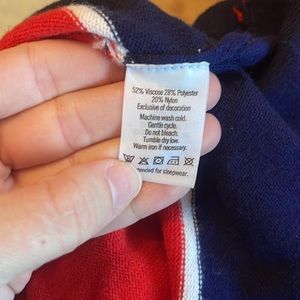 52% Viscose 28% Polyester
20% Nylon
Exclusive of decoration
Machine wash cold.
Gentle cycle.
Do not bleach.
Tumble dry low.
Warm iron if necessary.
intended for sleepwear.